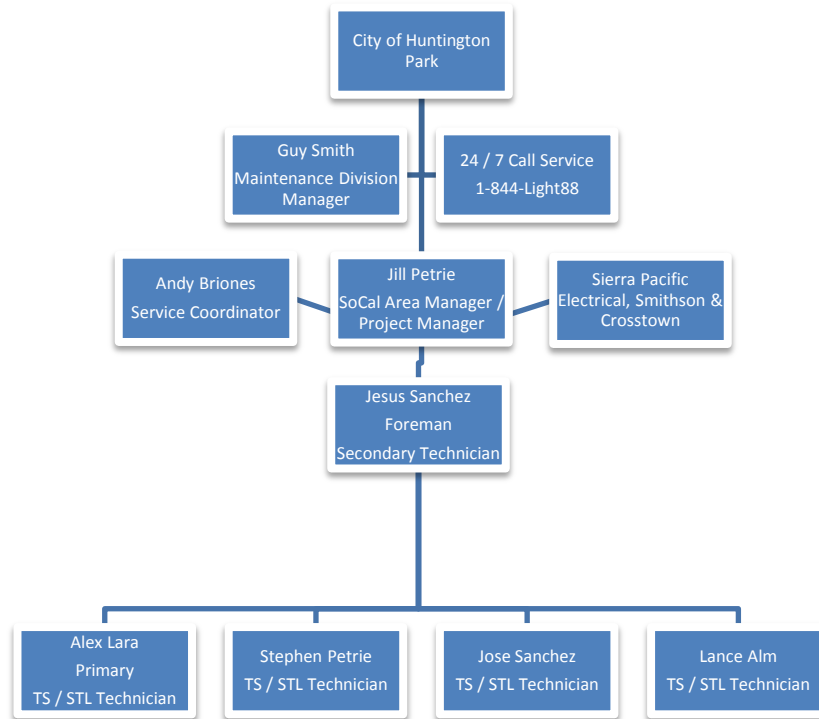 City of Huntington
Park
Guy Smith
Maintenance Division
Manager
24 / 7 Call Service
1-844-Light88
Andy Briones
Service Coordinator
Jill Petrie
SoCal Area Manager /
Project Manager
Sierra Pacific
Electrical, Smithson &
Crosstown
Jesus Sanchez
Foreman
Secondary Technician
Alex Lara
Primary
TS / STL Technician
Stephen Petrie
TS / STL Technician
Jose Sanchez
TS / STL Technician
Lance Alm
TS / STL Technician